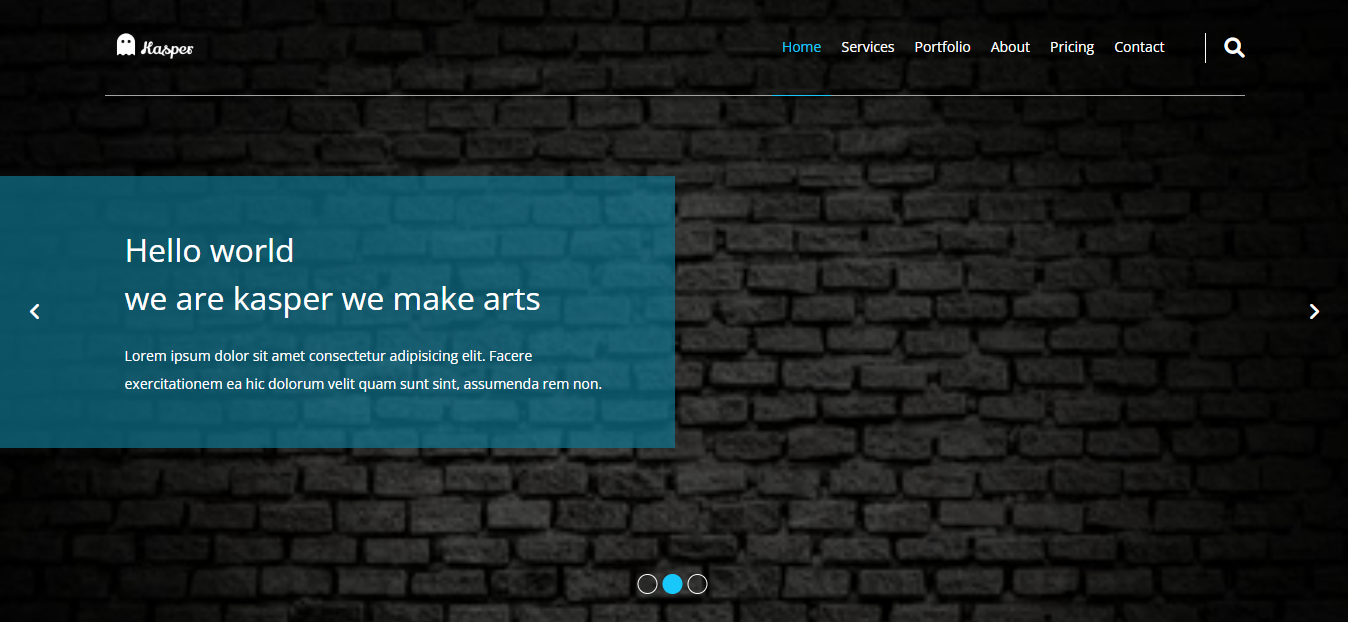 Kasper
Home Services Portfolio About Pricing Contact
Hello world
we are kasper we make arts
Lorem ipsum dolor sit amet consectetur adipisicing elit. Facere
exercitationem ea hic dolorum velit quam sunt sint, assumenda rem non.